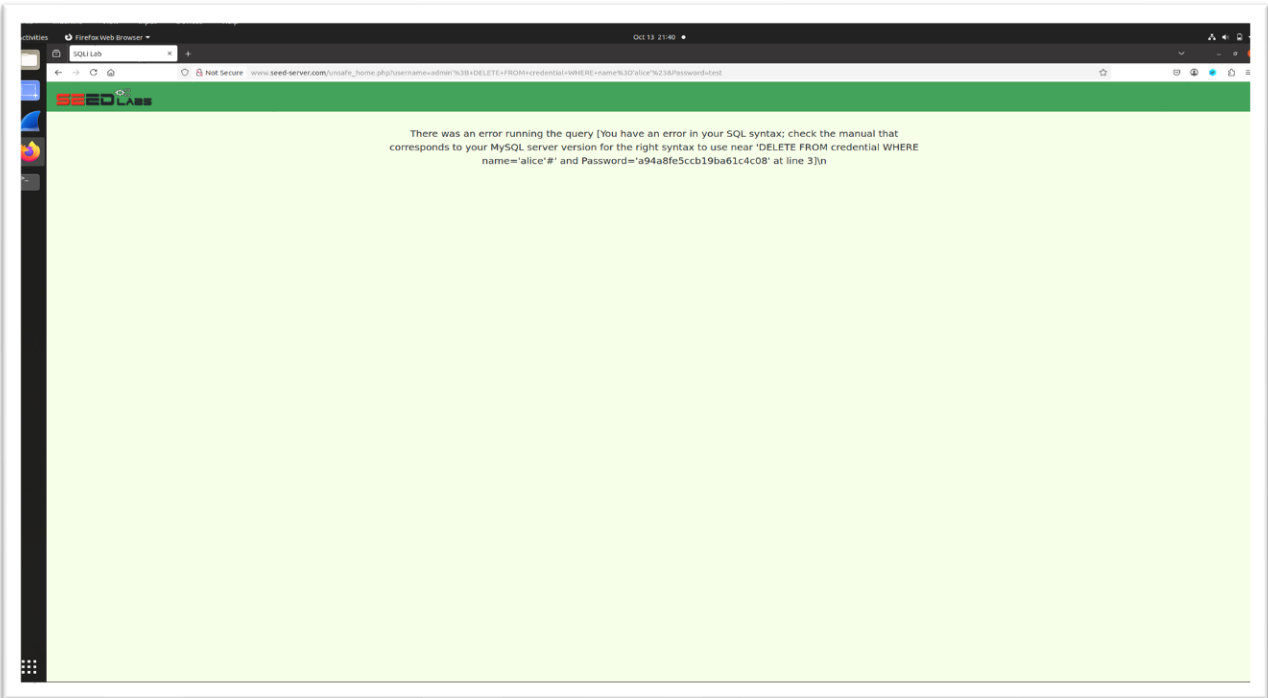 Activities Firefox Web Browser Oct 13 21:40
SQLi Lab × +
Not Secure www.seed-server.com/unsafe_home.php?username=admin'%3B+DELETE+FROM+credential+WHERE+name%3D'alice'%23&Password=test
SEED LABS
There was an error running the query [You have an error in your SQL syntax; check the manual that
corresponds to your MySQL server version for the right syntax to use near 'DELETE FROM credential WHERE
name='alice'#' and Password='a94a8fe5ccb19ba61c4c08' at line 3]\n